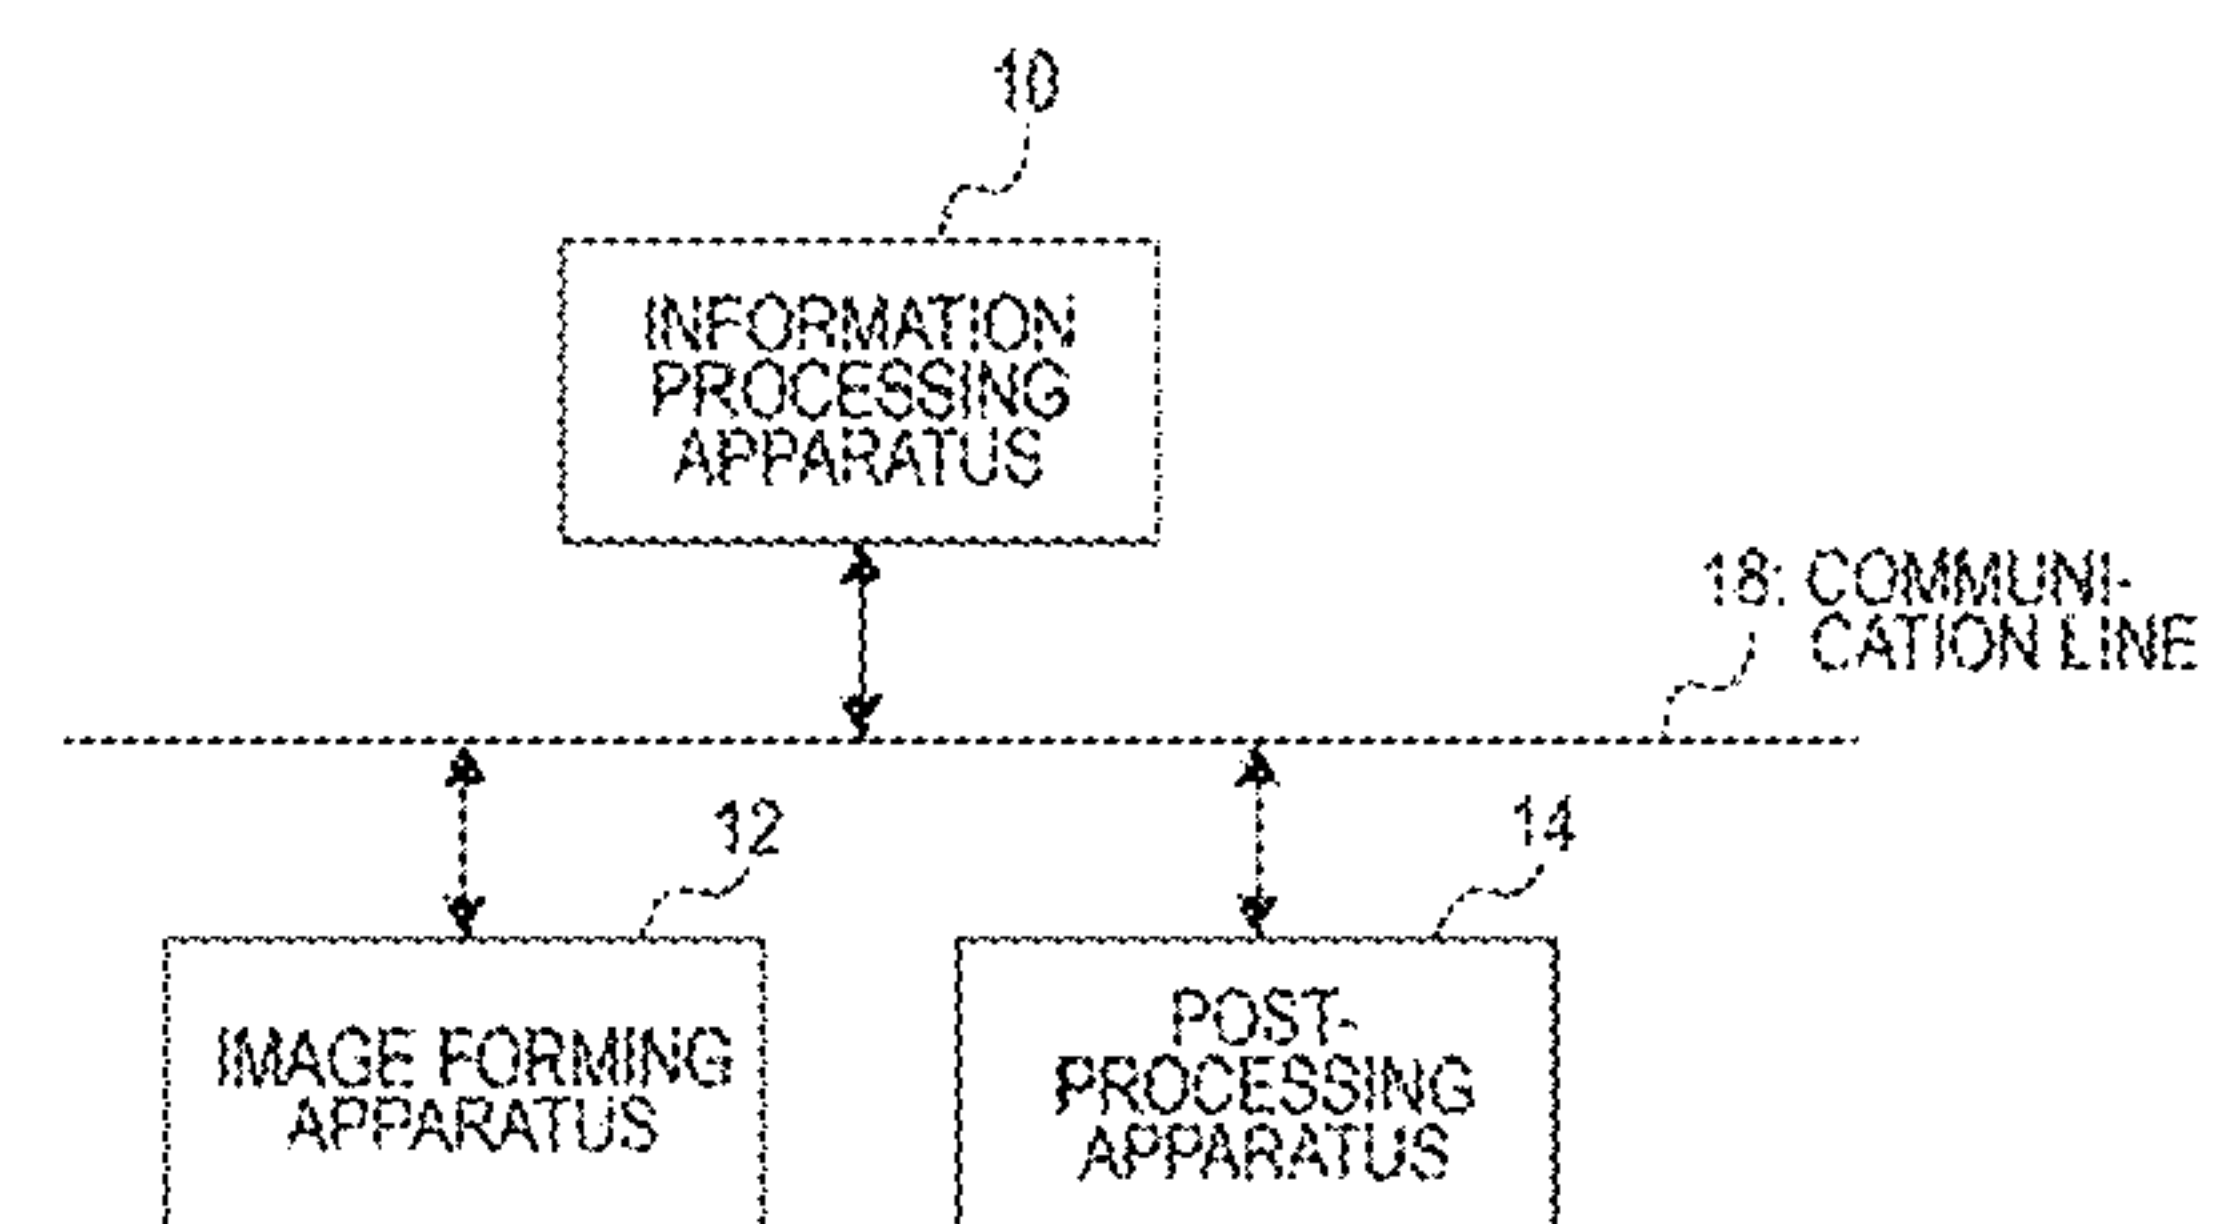 10
INFORMATION
PROCESSING
APPARATUS
18: COMMUNI-
CATION LINE
12
14
IMAGE FORMING
APPARATUS
POST-
PROCESSING
APPARATUS